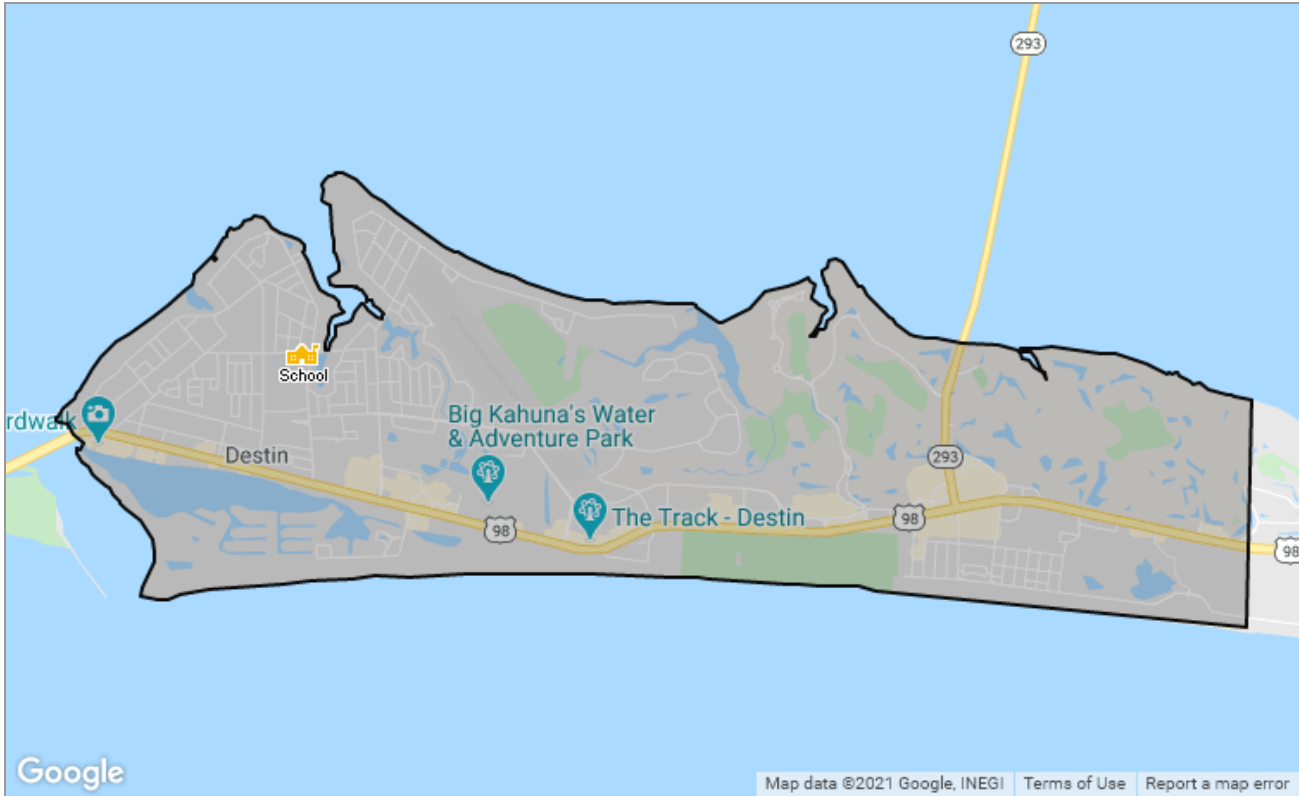 293
School
rdwalk
Big Kahuna's Water
& Adventure Park
Destin
293
The Track - Destin
98
98
98
Google
Map data ©2021 Google, INEGI
Terms of Use
Report a map error